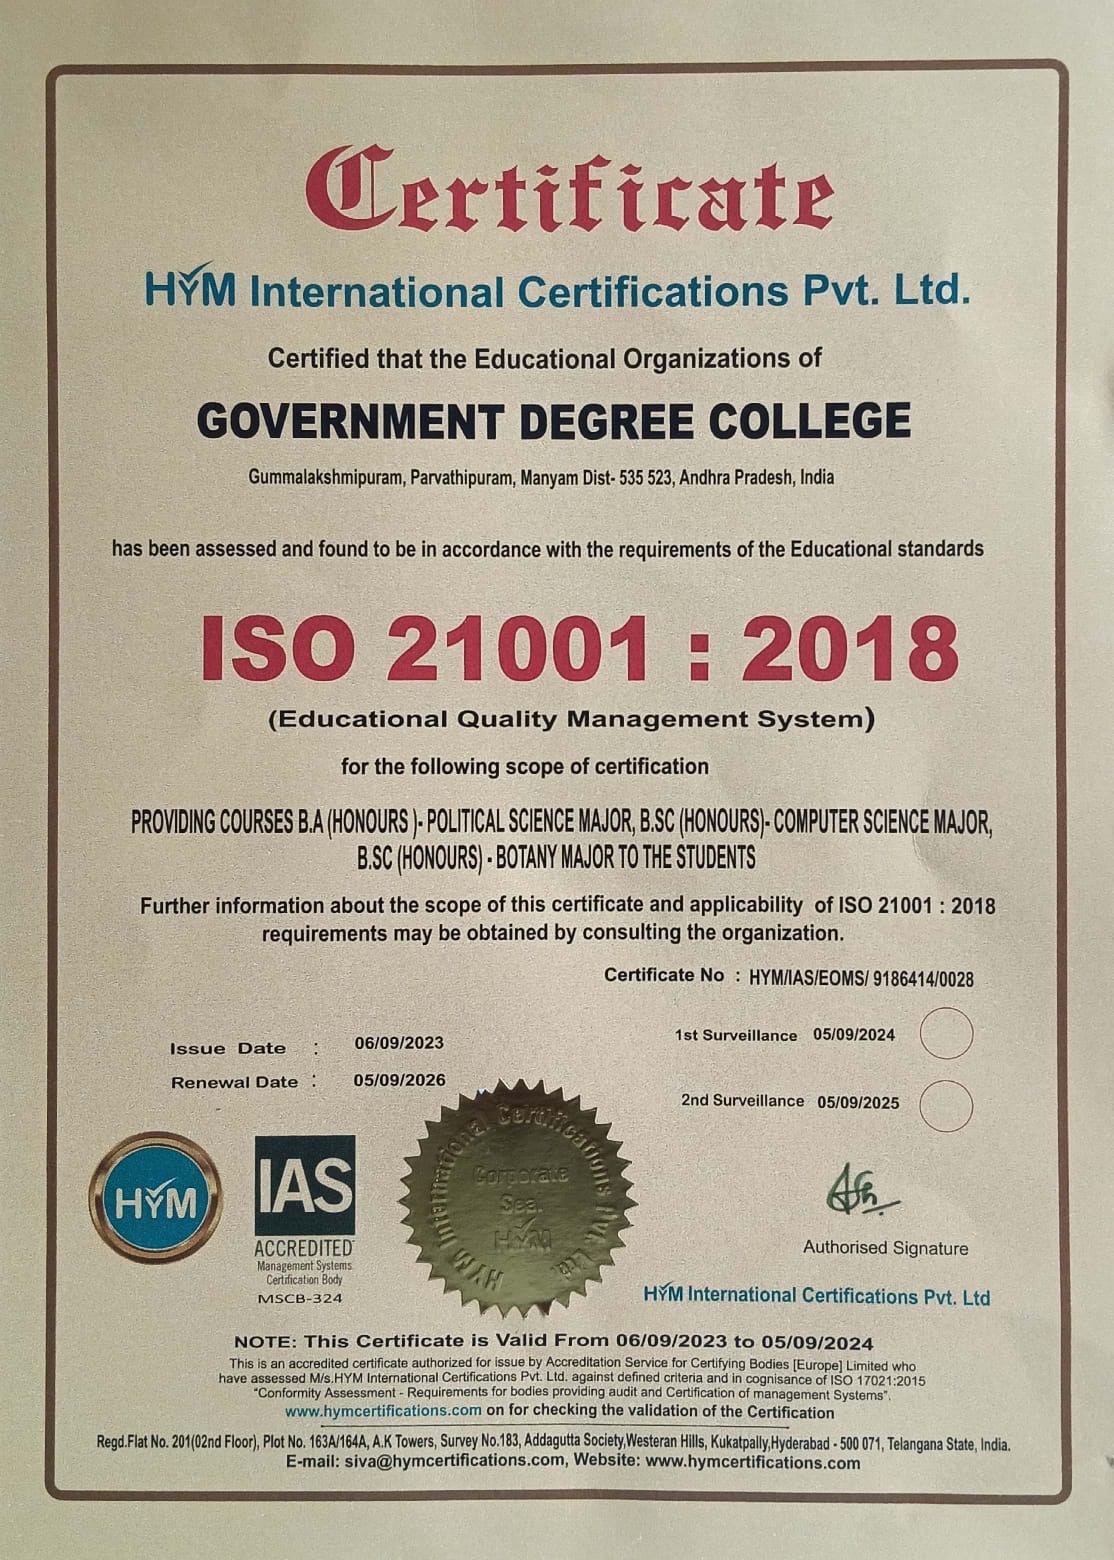 Certificate
HYM International Certifications Pvt. Ltd.
Certified that the Educational Organizations of
GOVERNMENT DEGREE COLLEGE
Gummalakshmipuram, Parvathipuram, Manyam Dist- 535 523, Andhra Pradesh, India
has been assessed and found to be in accordance with the requirements of the Educational standards
ISO 21001 : 2018
(Educational Quality Management System)
for the following scope of certification
PROVIDING COURSES B.A (HONOURS )- POLITICAL SCIENCE MAJOR, B.SC (HONOURS)- COMPUTER SCIENCE MAJOR,
B.SC (HONOURS) - BOTANY MAJOR TO THE STUDENTS
Further information about the scope of this certificate and applicability of ISO 21001 : 2018
requirements may be obtained by consulting the organization.
Certificate No : HYM/IAS/EOMS/ 9186414/0028
Issue Date : 06/09/2023
Renewal Date : 05/09/2026
1st Surveillance 05/09/2024
2nd Surveillance 05/09/2025
HYM
IAS
ACCREDITED
Management Systems
Certification Body
MSCB-324
HYM International Certifications Pvt. Ltd.
Corporate
Seal
HYM
Authorised Signature
HYM International Certifications Pvt. Ltd
NOTE: This Certificate is Valid From 06/09/2023 to 05/09/2024
This is an accredited certificate authorized for issue by Accreditation Service for Certifying Bodies [Europe] Limited who
have assessed M/s.HYM International Certifications Pvt. Ltd. against defined criteria and in cognisance of ISO 17021:2015
"Conformity Assessment - Requirements for bodies providing audit and Certification of management Systems".
www.hymcertifications.com on for checking the validation of the Certification
Regd.Flat No. 201(02nd Floor), Plot No. 163A/164A, A.K Towers, Survey No.183, Addagutta Society,Westeran Hills, Kukatpally,Hyderabad - 500 071, Telangana State, India.
E-mail: siva@hymcertifications.com, Website: www.hymcertifications.com